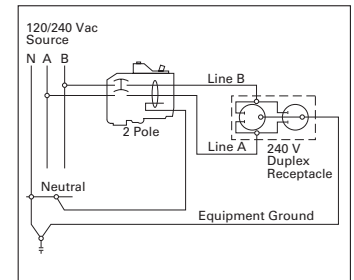 120/240 Vac
Source
N A B
Line B
2 Pole
Line A
240 V
Duplex
Receptacle
Neutral
Equipment Ground